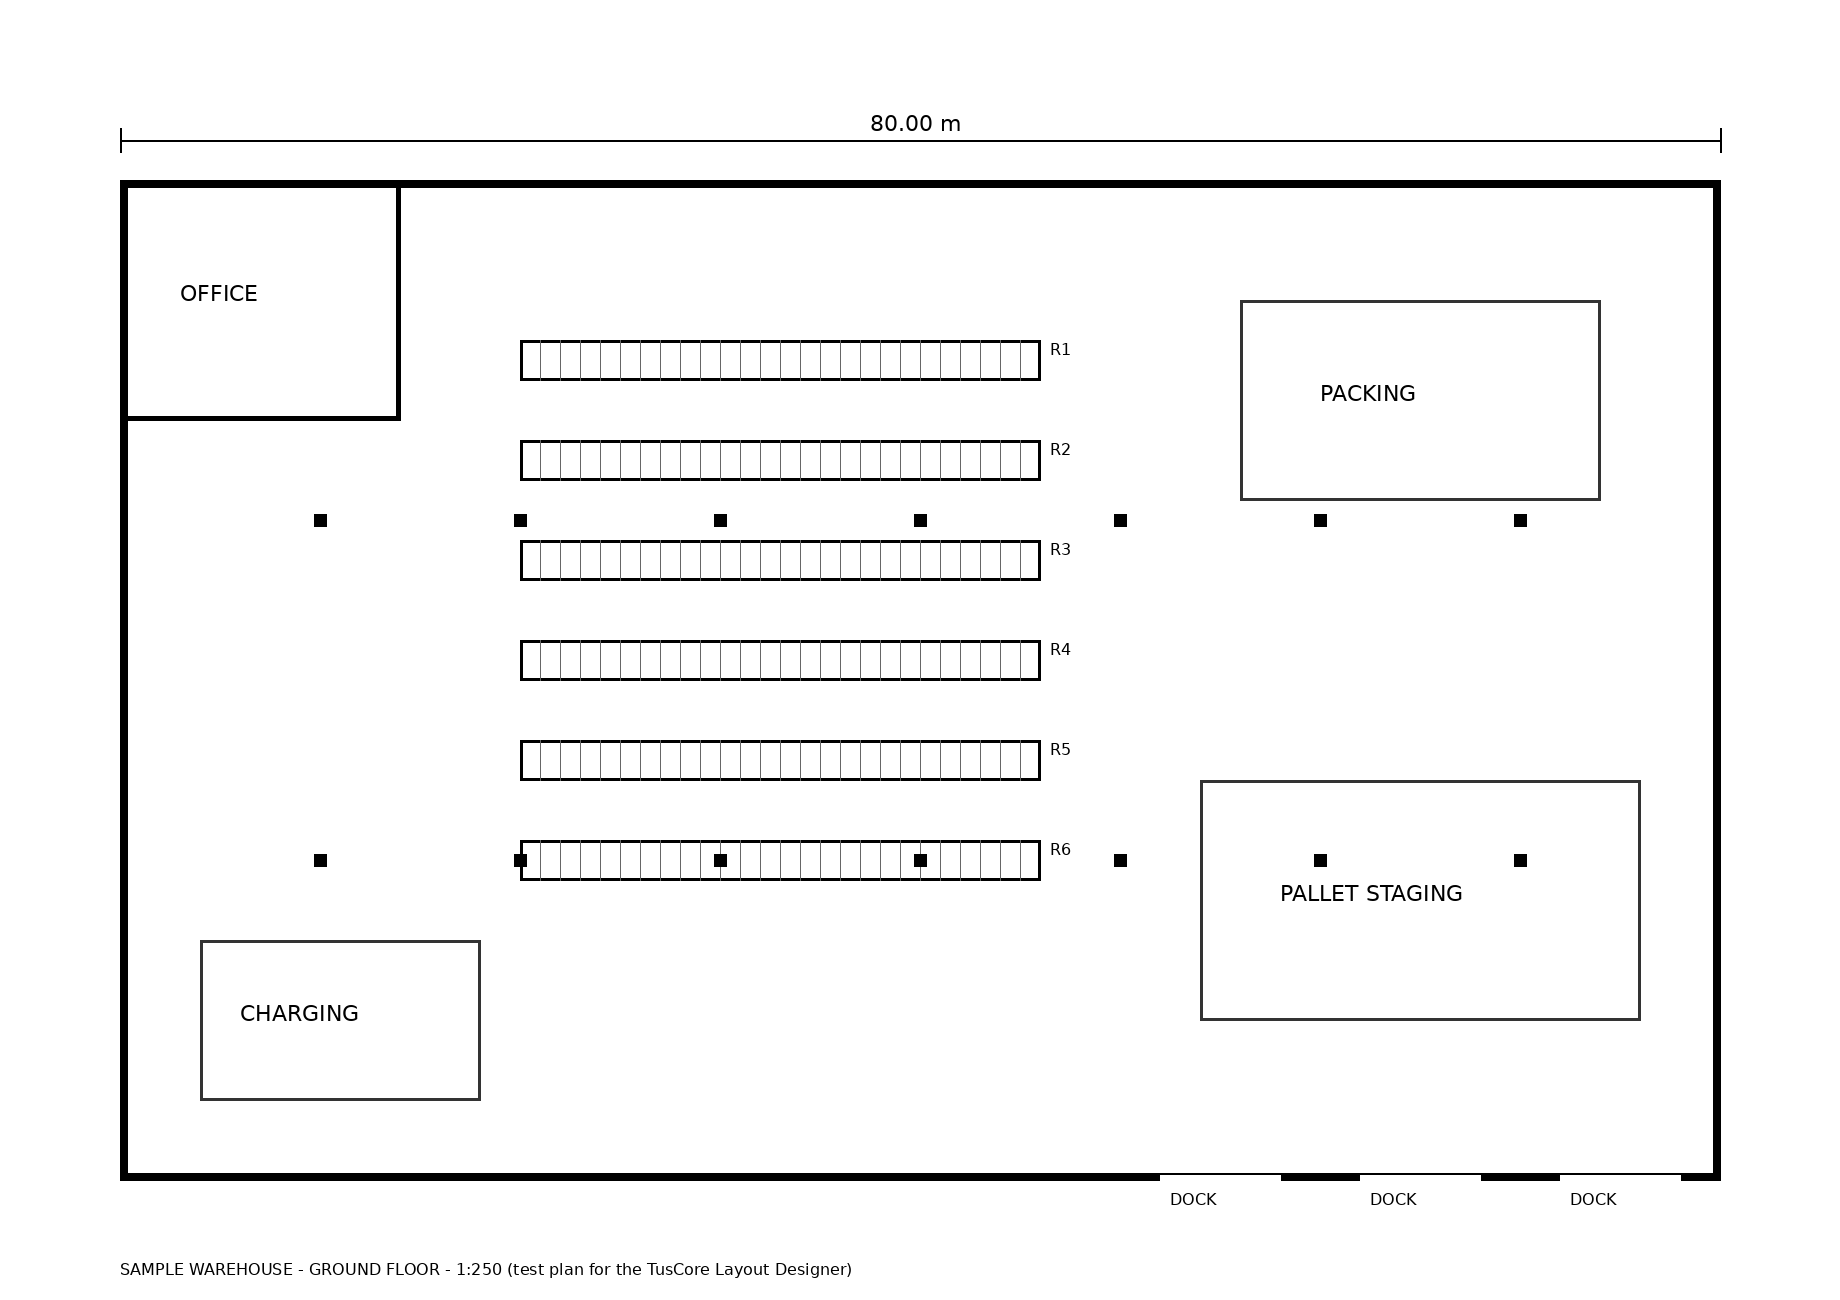 80.00 m
OFFICE
R1
PACKING
R2
R3
R4
R5
R6
PALLET STAGING
CHARGING
DOCK
DOCK
DOCK
SAMPLE WAREHOUSE - GROUND FLOOR - 1:250 (test plan for the TusCore Layout Designer)